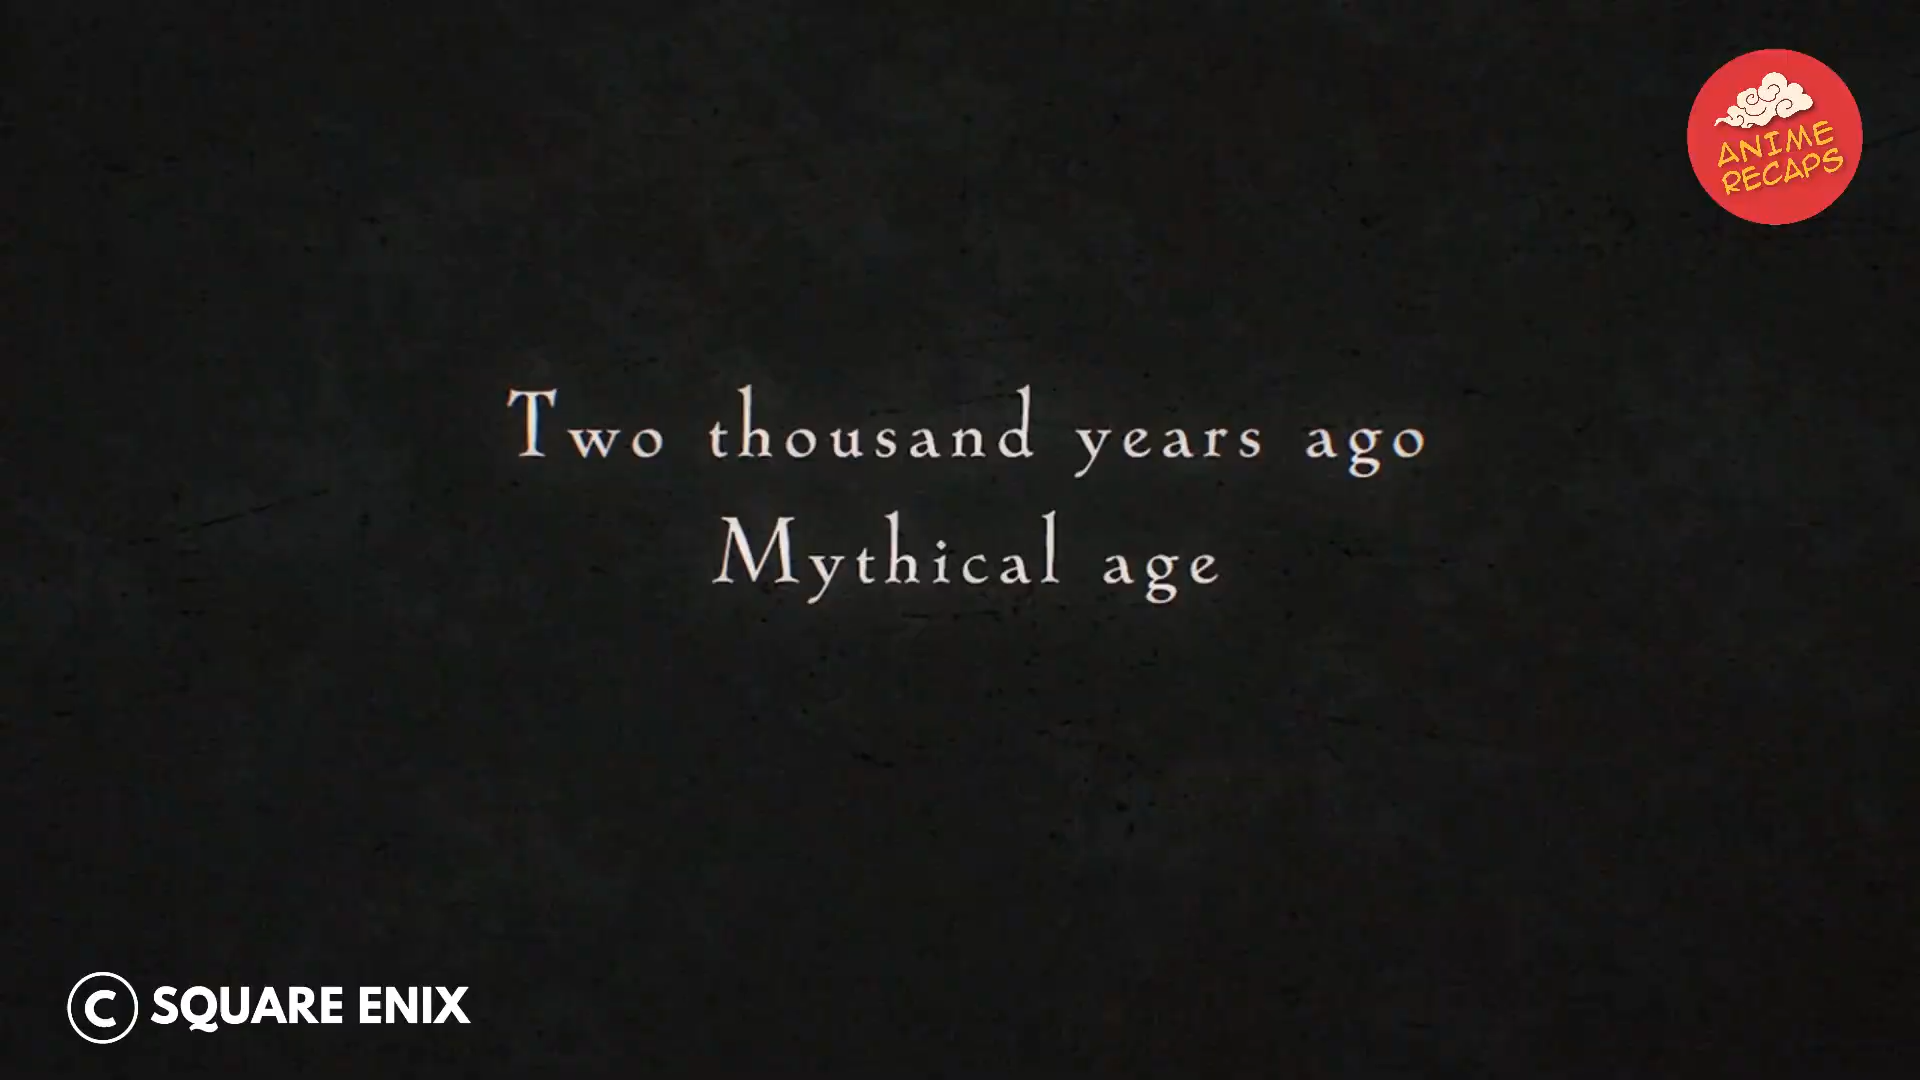 ANIME
RECAPS
Two thousand years ago
Mythical age
© SQUARE ENIX